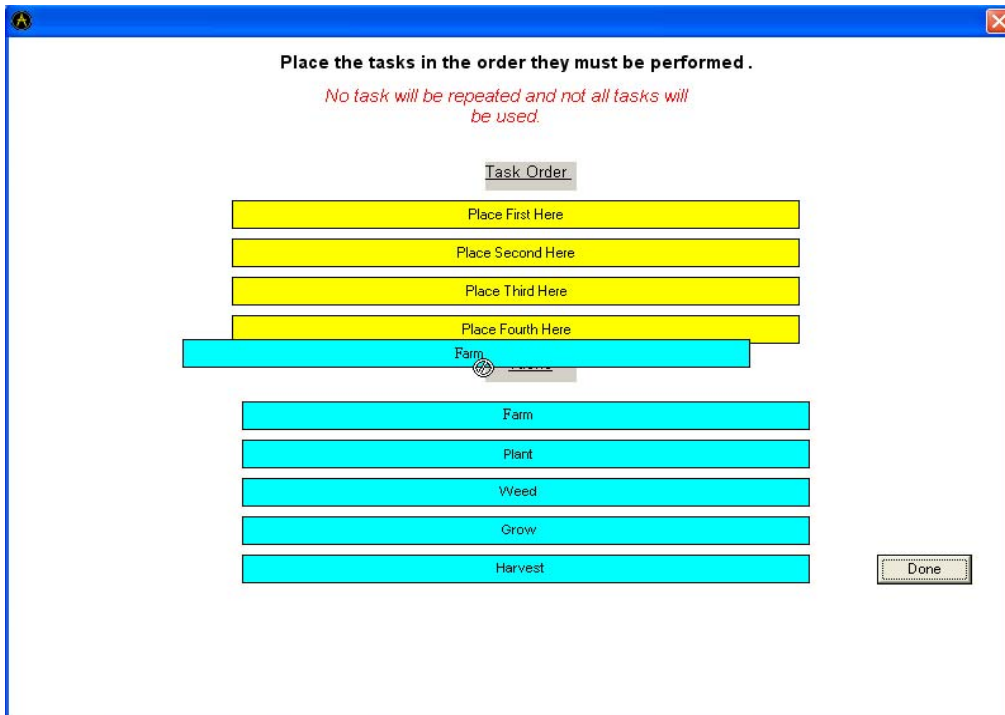 Place the tasks in the order they must be performed .
No task will be repeated and not all tasks will
be used.
Task Order
Place First Here
Place Second Here
Place Third Here
Place Fourth Here
Farm
Farm
Plant
Weed
Grow
Harvest
Done